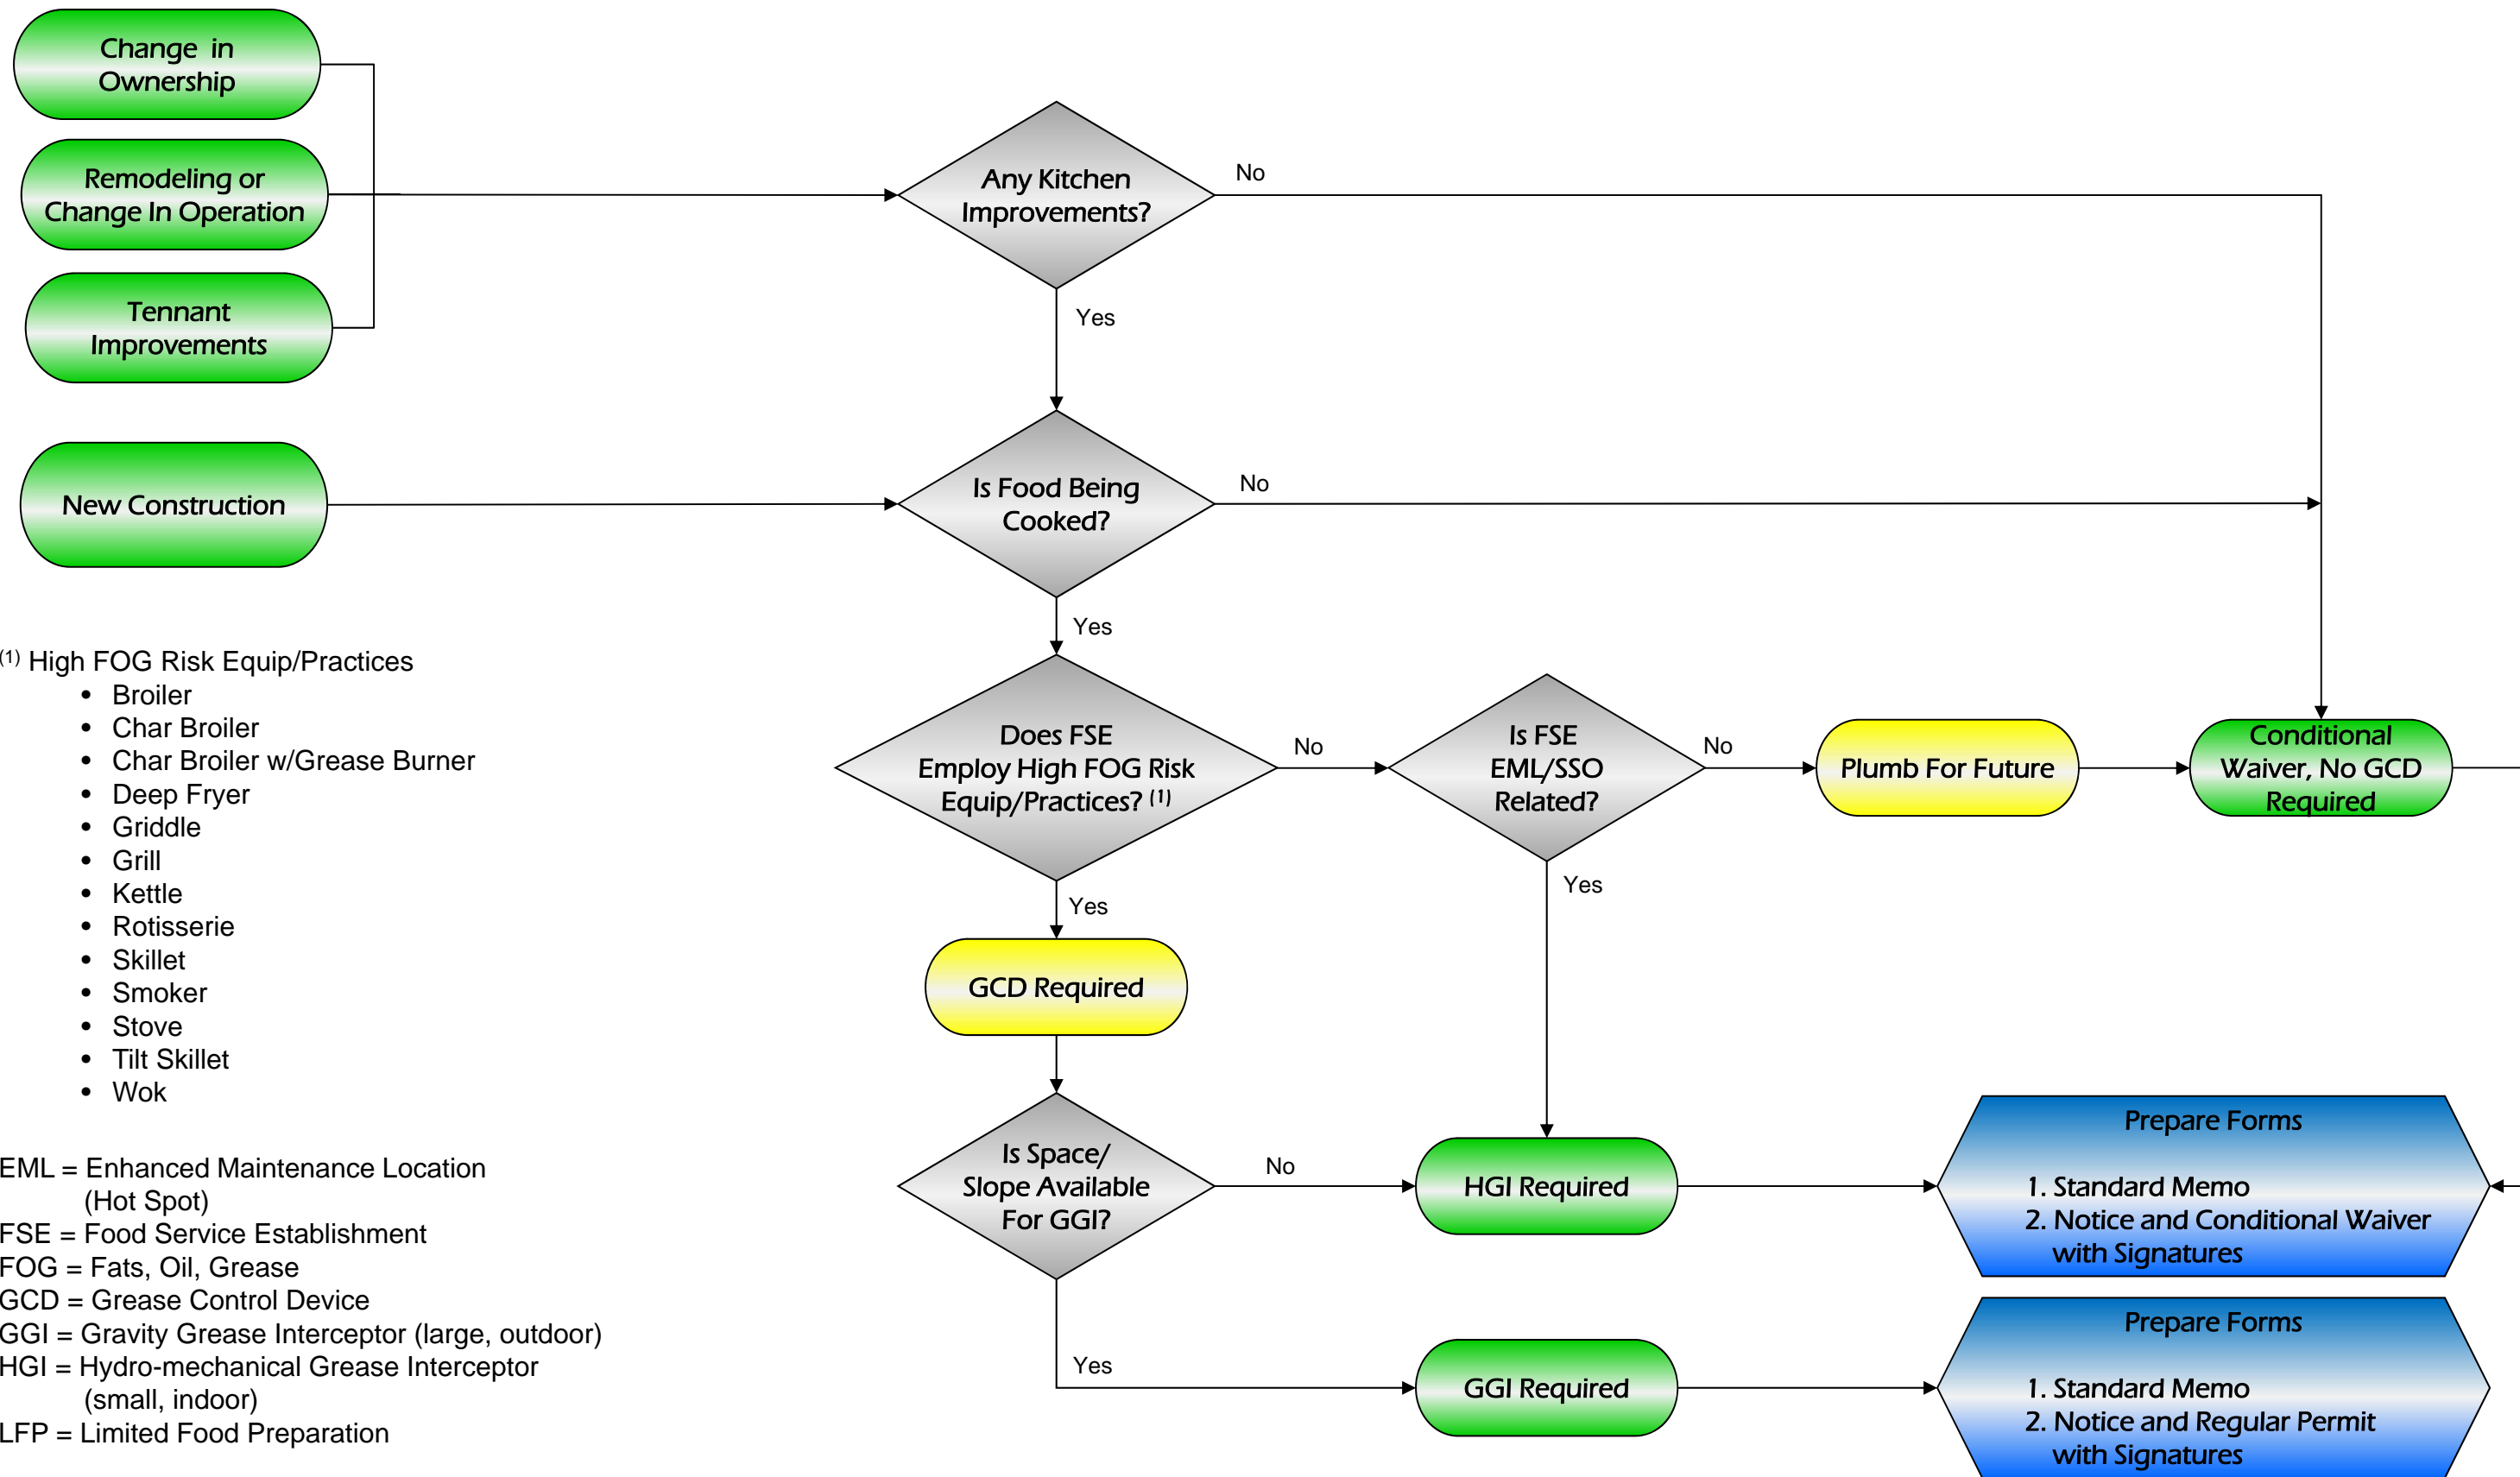 Change in
Ownership
Remodeling or
Change In Operation
Tennant
Improvements
New Construction
Any Kitchen
Improvements?
No
Yes
Is Food Being
Cooked?
No
Yes
Does FSE
Employ High FOG Risk
Equip/Practices? (1)
No
Yes
Is FSE
EML/SSO
Related?
No
Yes
Plumb For Future
Conditional
Waiver, No GCD
Required
GCD Required
Is Space/
Slope Available
For GGI?
No
Yes
HGI Required
GGI Required
Prepare Forms
1. Standard Memo
2. Notice and Conditional Waiver
with Signatures
Prepare Forms
1. Standard Memo
2. Notice and Regular Permit
with Signatures
(1) High FOG Risk Equip/Practices
• Broiler
• Char Broiler
• Char Broiler w/Grease Burner
• Deep Fryer
• Griddle
• Grill
• Kettle
• Rotisserie
• Skillet
• Smoker
• Stove
• Tilt Skillet
• Wok
EML = Enhanced Maintenance Location
(Hot Spot)
FSE = Food Service Establishment
FOG = Fats, Oil, Grease
GCD = Grease Control Device
GGI = Gravity Grease Interceptor (large, outdoor)
HGI = Hydro-mechanical Grease Interceptor
(small, indoor)
LFP = Limited Food Preparation